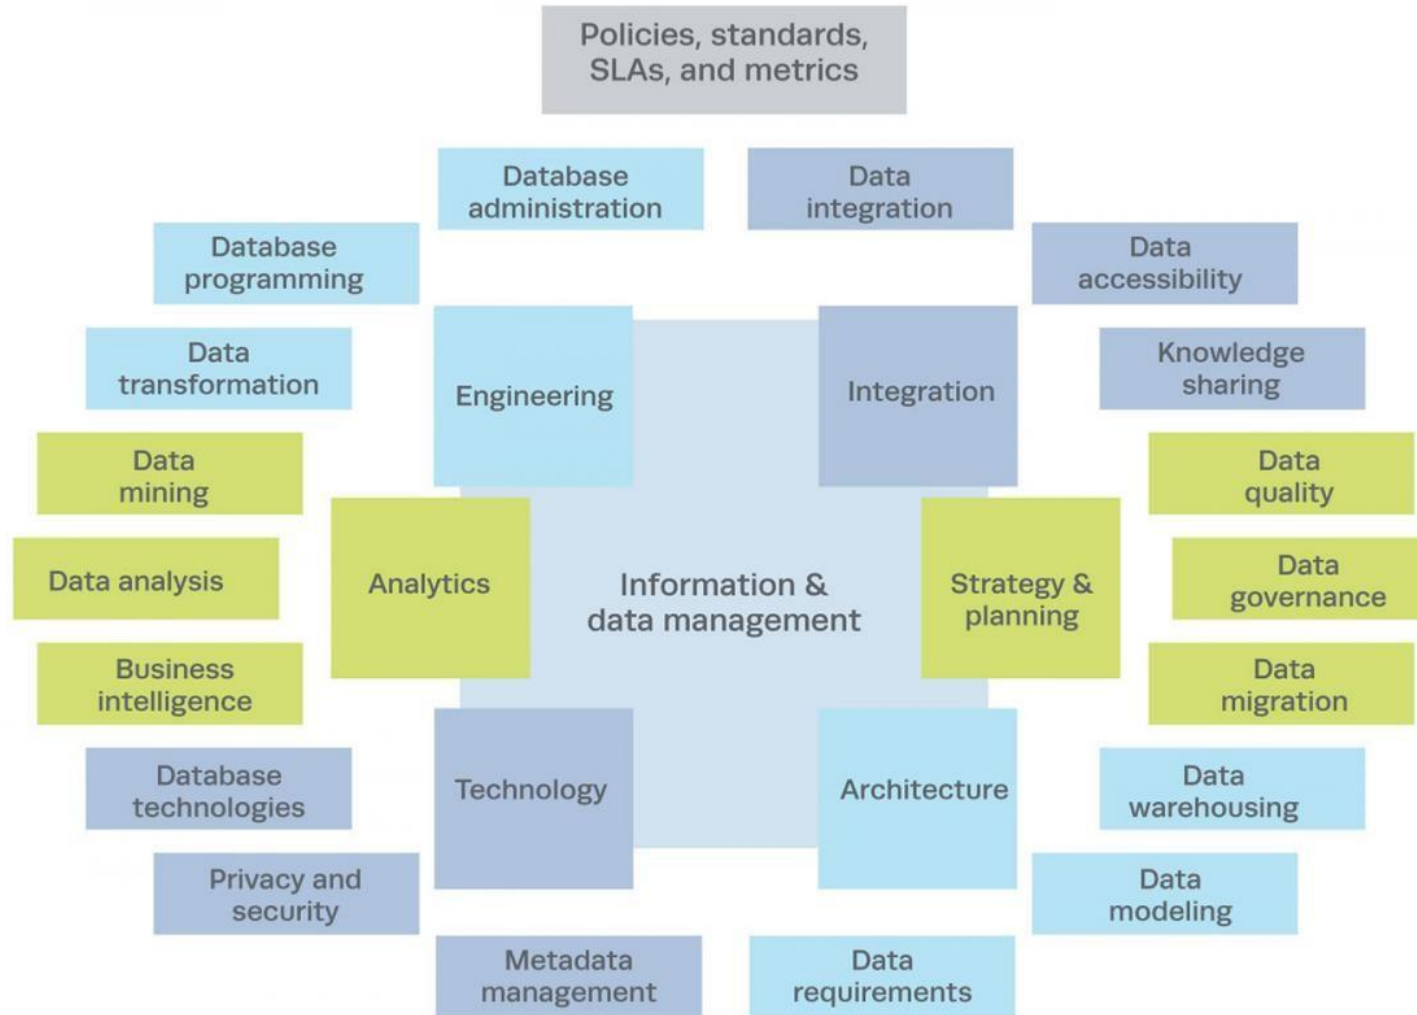 Policies, standards,
SLAs, and metrics
Database
administration
Data
integration
Database
programming
Data
accessibility
Data
transformation
Engineering
Integration
Knowledge
sharing
Data
mining
Data
quality
Data analysis
Analytics
Information &
data management
Strategy &
planning
Data
governance
Business
intelligence
Data
migration
Database
technologies
Technology
Architecture
Data
warehousing
Privacy and
security
Data
modeling
Metadata
management
Data
requirements